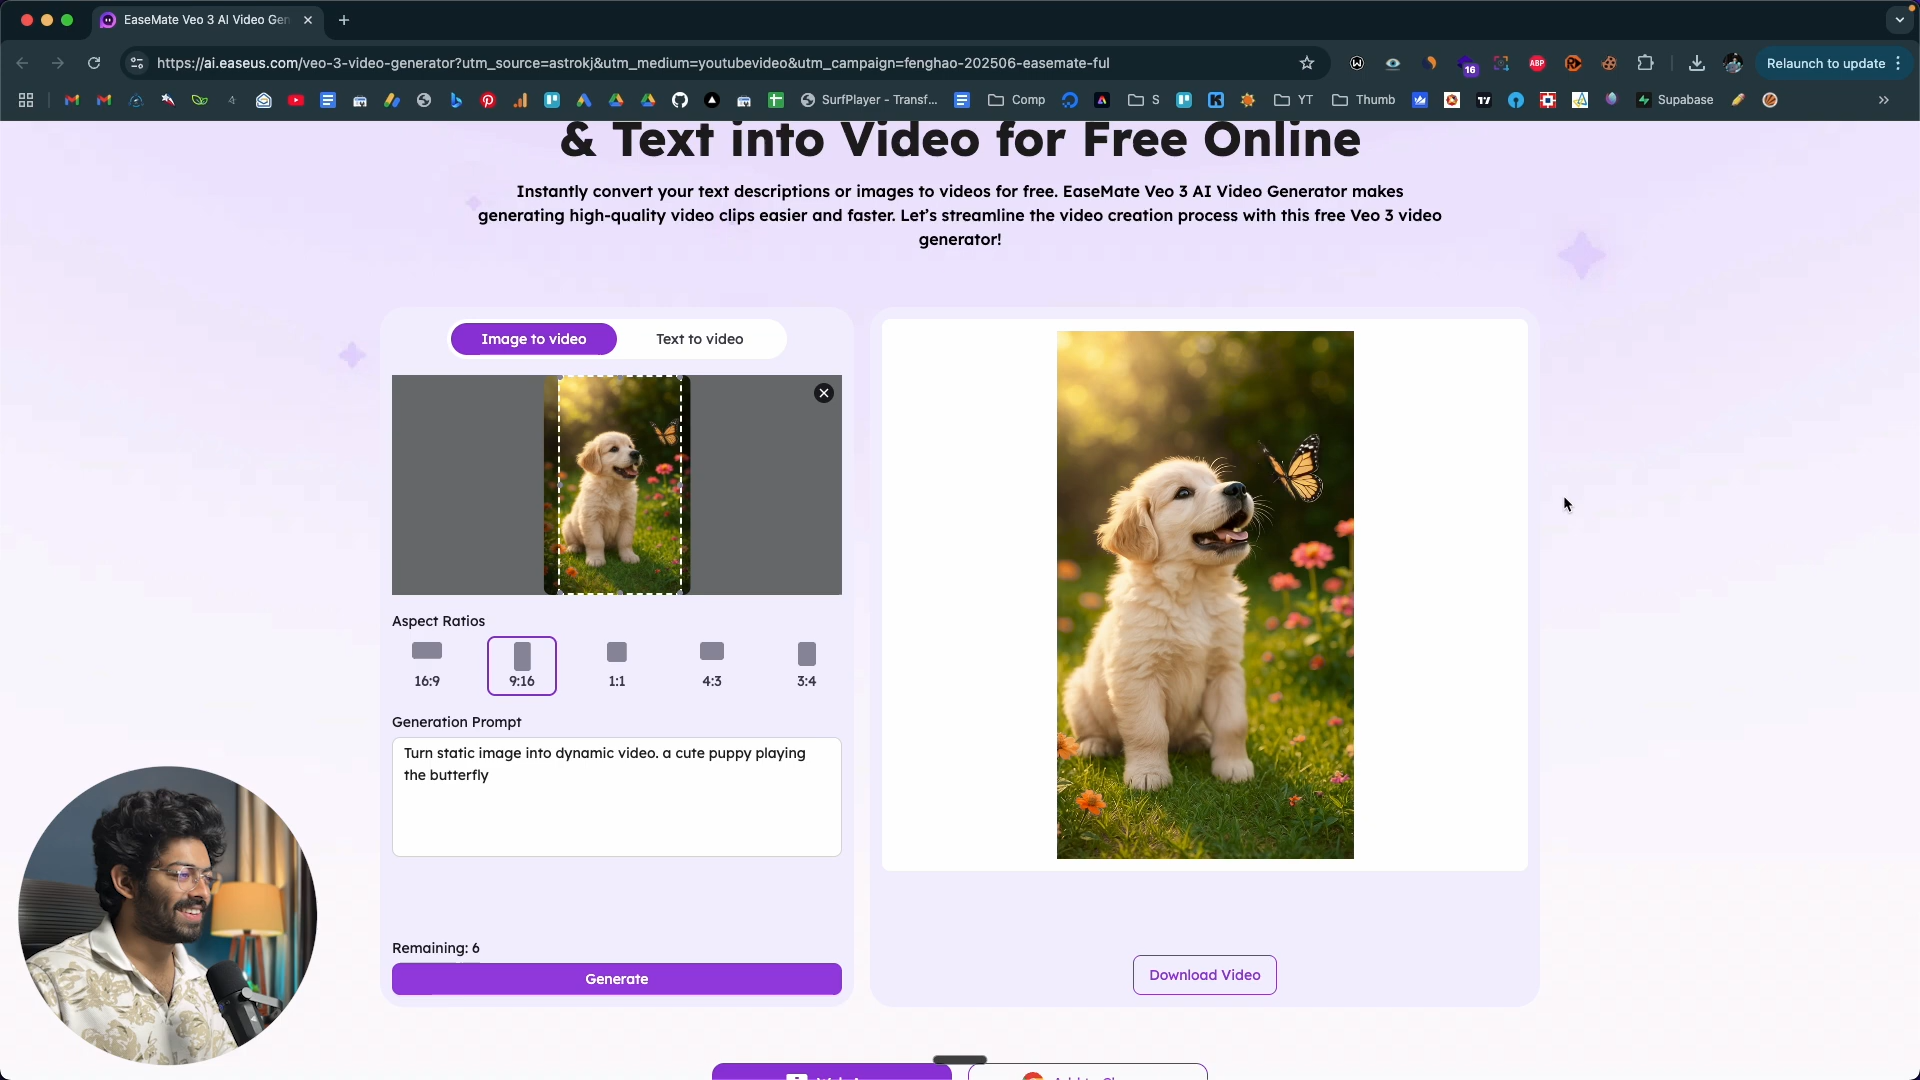 EaseMate Veo 3 AI Video Gen
https://ai.easeus.com/veo-3-video-generator?utm_source=astrokj&utm_medium=youtubevideo&utm_campaign=fenghao-202506-easemate-ful
16
ABP
Relaunch to update
SurfPlayer - Transf...
Comp
S
YT
Thumb
Supabase
& Text into Video for Free Online
Instantly convert your text descriptions or images to videos for free. EaseMate Veo 3 AI Video Generator makes
generating high-quality video clips easier and faster. Let's streamline the video creation process with this free Veo 3 video
generator!
Image to video
Text to video
Aspect Ratios
16:9
9:16
1:1
4:3
3:4
Generation Prompt
Turn static image into dynamic video. a cute puppy playing
the butterfly
Remaining: 6
Generate
Download Video